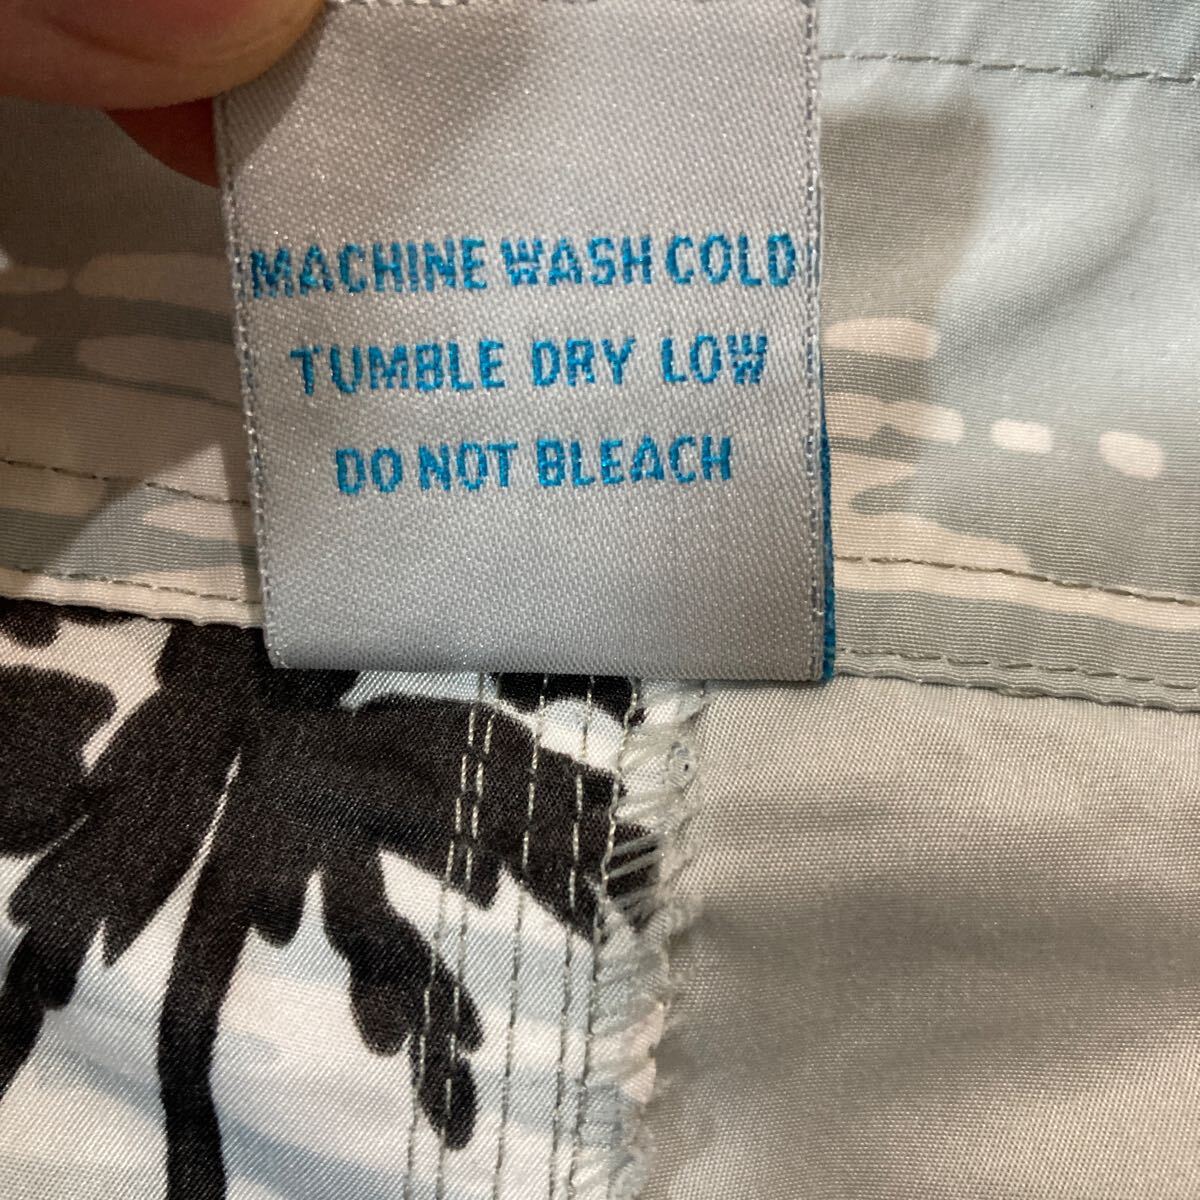 MACHINE WASH COLD
TUMBLE DRY LOW
DO NOT BLEACH